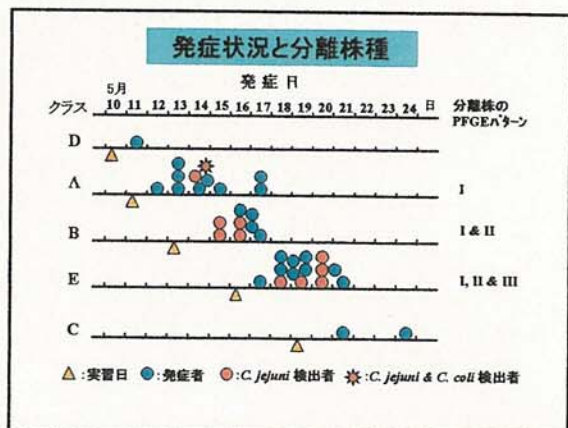 発症状況と分離株種
発症日
5月
クラス 10 11 12 13 14 15 16 17 18 19 20 21 22 23 24 日
分離株の
PFGEパターン
D
A I
B I & II
E I, II & III
C
:実習日 :発症者 :C. jejuni 検出者 :C. jejuni & C. coli 検出者